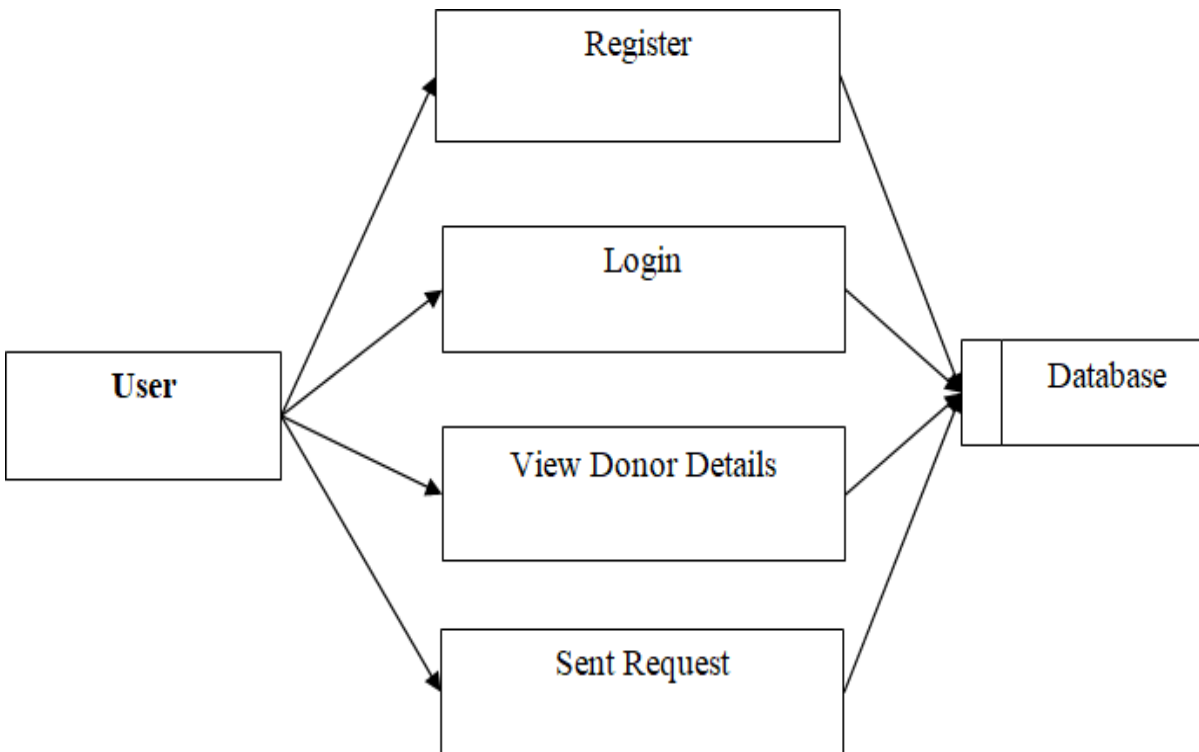 Register
Login
User
Database
View Donor Details
Sent Request